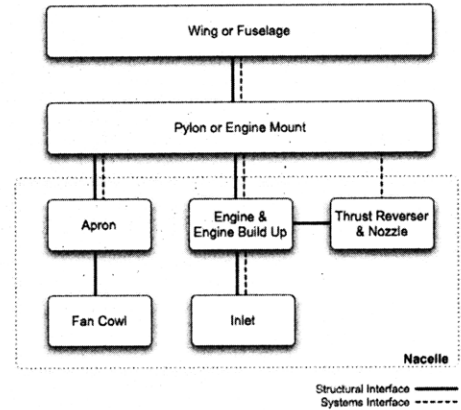 Wing or Fuselage
Pylon or Engine Mount
Apron
Engine &
Engine Build Up
Thrust Reverser
& Nozzle
Fan Cowl
Inlet
Nacelle
Structural Interface
Systems Interface